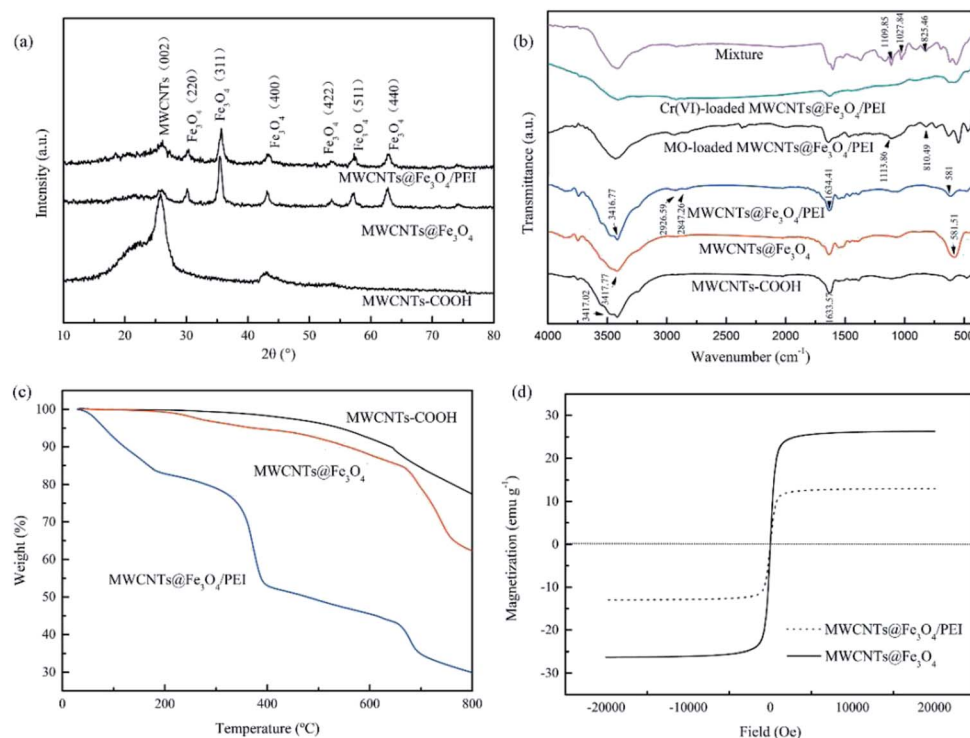 (a)
MWCNTs (002)
Fe3O4 (220)
Fe3O4 (311)
Fe3O4 (400)
Fe3O4 (422)
Fe3O4 (511)
Fe3O4 (440)
MWCNTs@Fe3O4/PEI
MWCNTs@Fe3O4
MWCNTs-COOH
Intensity (a.u.)
10 20 30 40 50 60 70 80
2θ (°)
(b)
1109.85
1027.84
825.46
Mixture
Cr(VI)-loaded MWCNTs@Fe3O4/PEI
MO-loaded MWCNTs@Fe3O4/PEI
1113.86
810.49
3416.77
2926.59
2847.26
1634.41
581
MWCNTs@Fe3O4/PEI
MWCNTs@Fe3O4
581.51
MWCNTs-COOH
3417.02
3417.77
1633.57
Transmittance (a.u.)
4000 3500 3000 2500 2000 1500 1000 500
Wavenumber (cm-1)
(c)
100
90
80
70
60
50
40
30
MWCNTs-COOH
MWCNTs@Fe3O4
MWCNTs@Fe3O4/PEI
Weight (%)
0 200 400 600 800
Temperature (ºC)
(d)
30
20
10
0
-10
-20
-30
MWCNTs@Fe3O4/PEI
MWCNTs@Fe3O4
Magnetization (emu g-1)
-20000 -10000 0 10000 20000
Field (Oe)